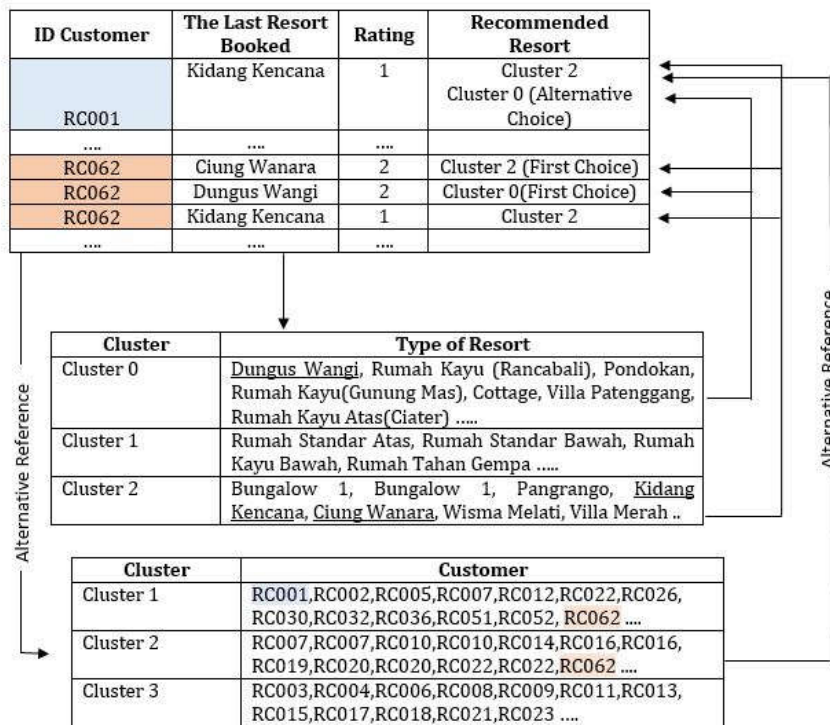 ID Customer The Last Resort Booked Rating Recommended Resort
RC001 Kidang Kencana 1 Cluster 2
Cluster 0 (Alternative Choice)
.... .... ....
RC062 Ciung Wanara 2 Cluster 2 (First Choice)
RC062 Dungus Wangi 2 Cluster 0(First Choice)
RC062 Kidang Kencana 1 Cluster 2
.... .... ....
Alternative Reference
Alternative Reference
Cluster Type of Resort
Cluster 0 Dungus Wangi, Rumah Kayu (Rancabali), Pondokan,
Rumah Kayu(Gunung Mas), Cottage, Villa Patenggang,
Rumah Kayu Atas(Ciater) .....
Cluster 1 Rumah Standar Atas, Rumah Standar Bawah, Rumah
Kayu Bawah, Rumah Tahan Gempa .....
Cluster 2 Bungalow 1, Bungalow 1, Pangrango, Kidang
Kencana, Ciung Wanara, Wisma Melati, Villa Merah ..
Cluster Customer
Cluster 1 RC001,RC002,RC005,RC007,RC012,RC022,RC026,
RC030,RC032,RC036,RC051,RC052, RC062 ....
Cluster 2 RC007,RC007,RC010,RC010,RC014,RC016,RC016,
RC019,RC020,RC020,RC022,RC022,RC062 ....
Cluster 3 RC003,RC004,RC006,RC008,RC009,RC011,RC013,
RC015,RC017,RC018,RC021,RC023 ....